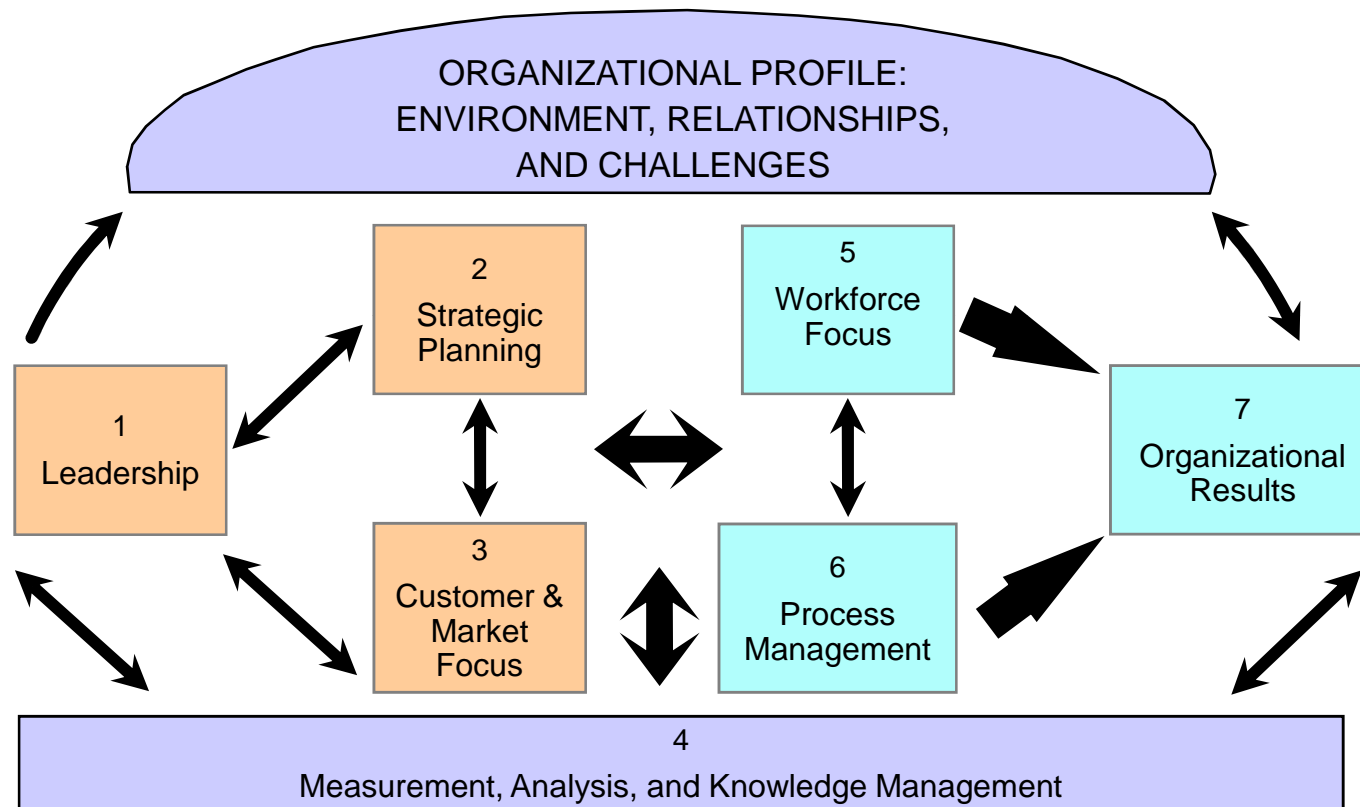 ORGANIZATIONAL PROFILE:
ENVIRONMENT, RELATIONSHIPS,
AND CHALLENGES
2
Strategic
Planning
5
Workforce
Focus
1
Leadership
7
Organizational
Results
3
Customer &
Market
Focus
6
Process
Management
4
Measurement, Analysis, and Knowledge Management